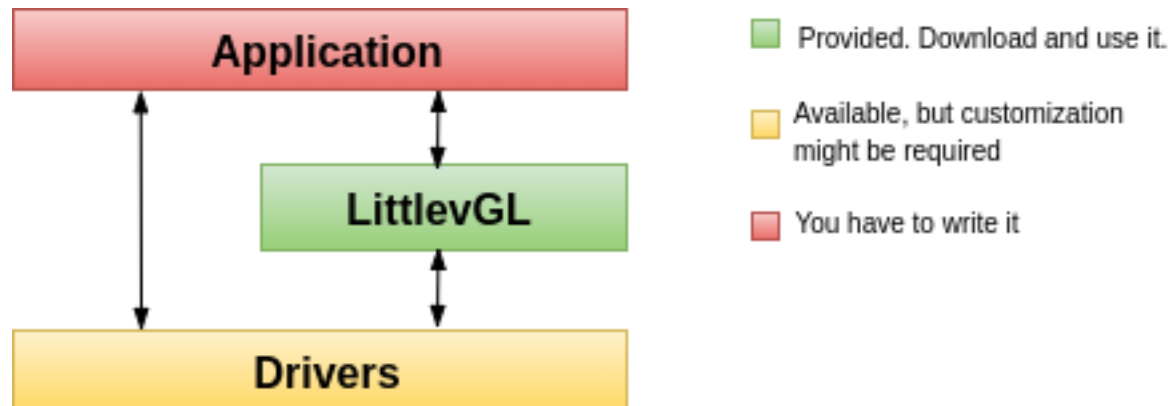 Application
LittlevGL
Drivers
Provided. Download and use it.
Available, but customization
might be required
You have to write it